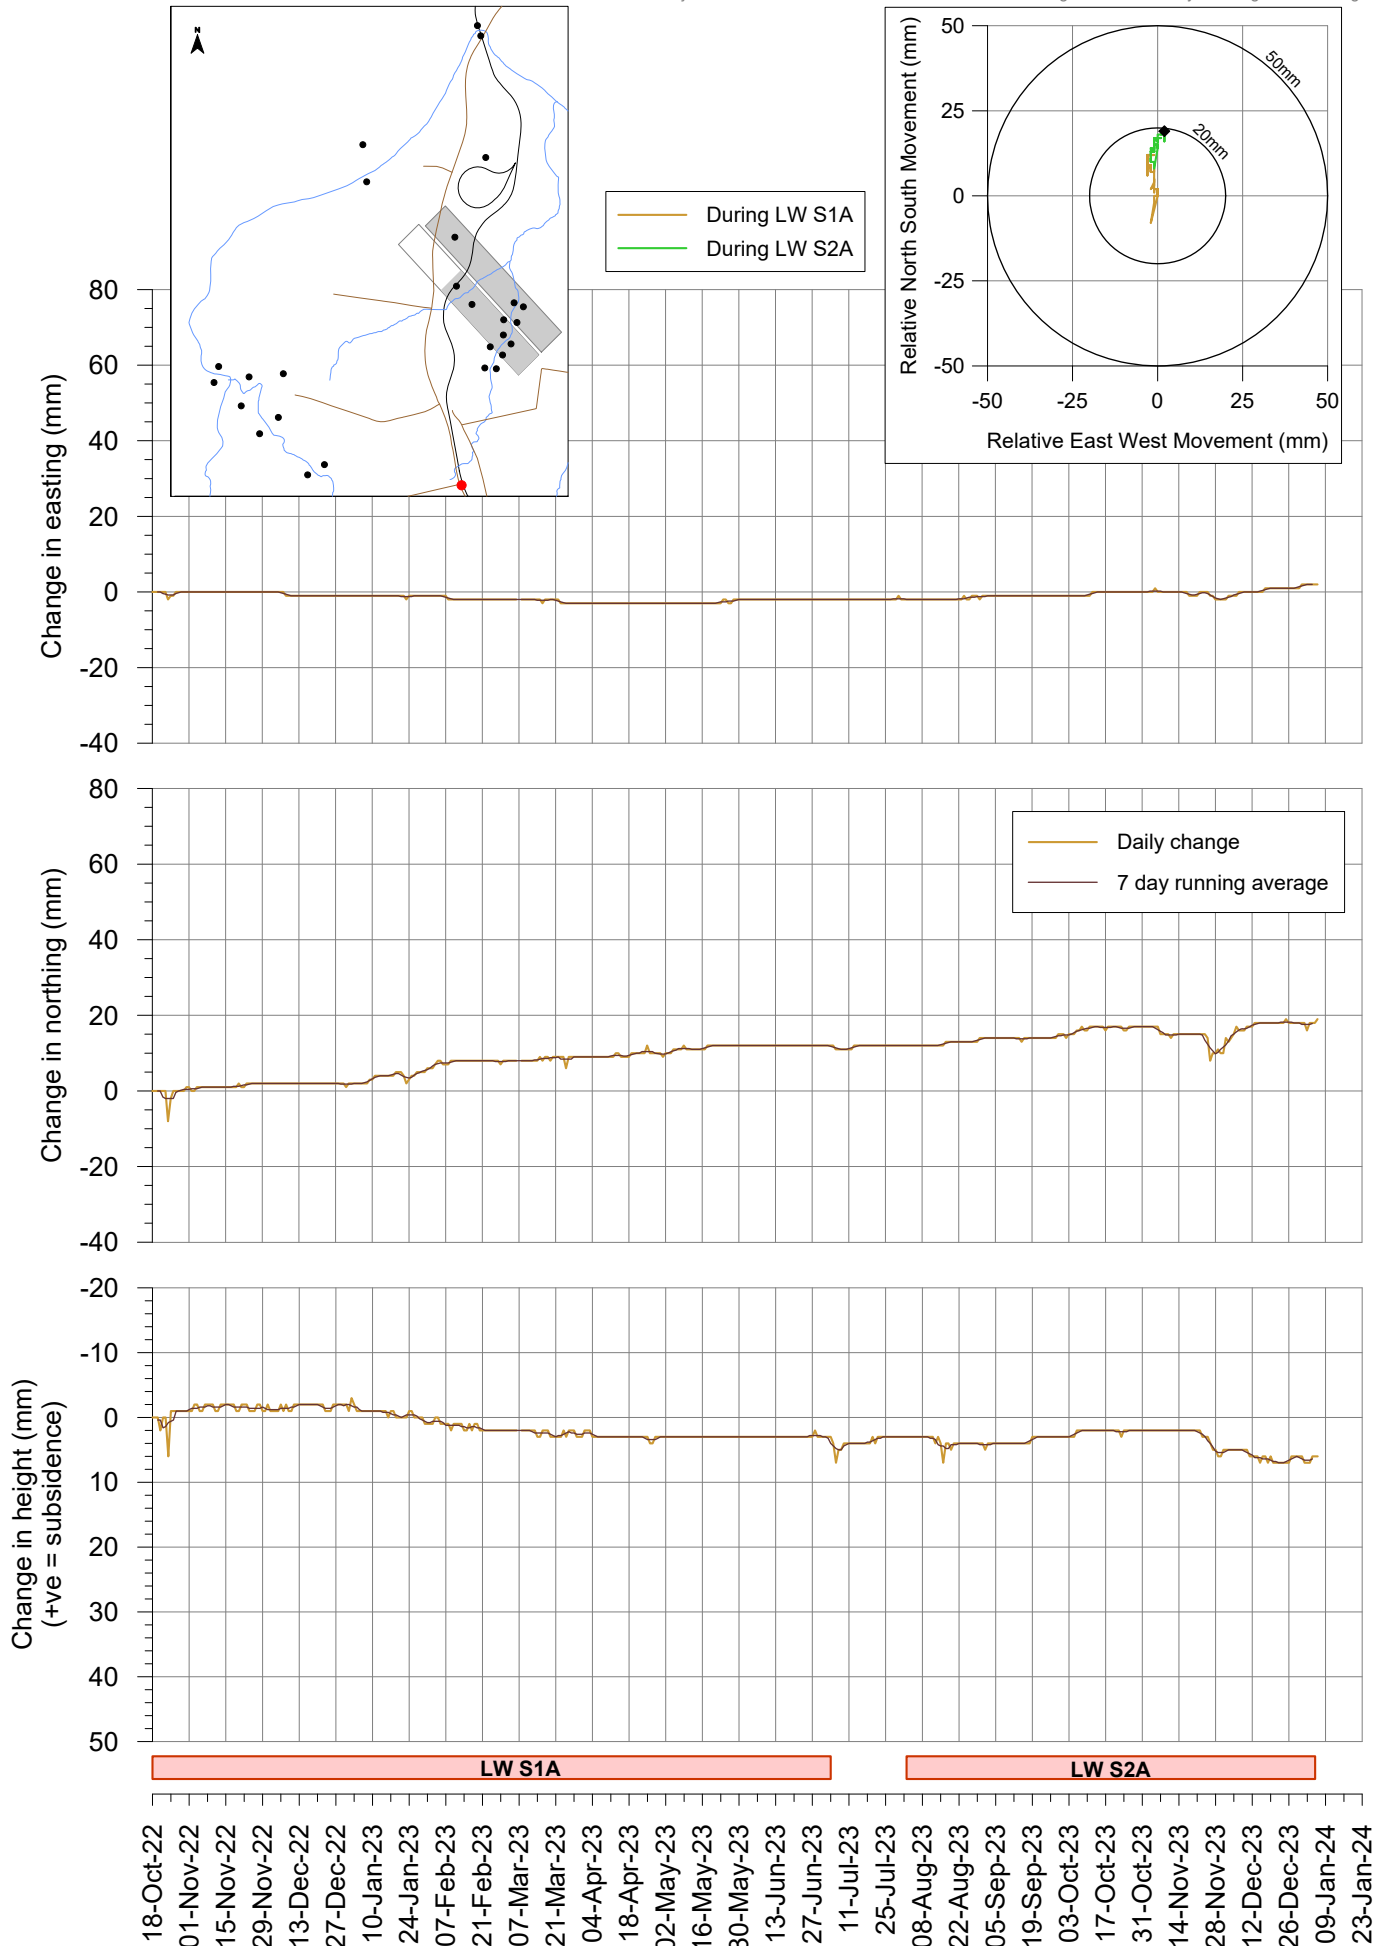 N
During LW S1A
During LW S2A
Relative North South Movement (mm)
50
25
0
-25
-50
50mm
20mm
-50
-25
0
25
50
Relative East West Movement (mm)
Change in easting (mm)
80
60
40
20
0
-20
-40
Change in northing (mm)
80
60
40
20
0
-20
-40
Daily change
7 day running average
Change in height (mm)
(+ve = subsidence)
-20
-10
0
10
20
30
40
50
LW S1A
LW S2A
18-Oct-22
01-Nov-22
15-Nov-22
29-Nov-22
13-Dec-22
27-Dec-22
10-Jan-23
24-Jan-23
07-Feb-23
21-Feb-23
07-Mar-23
21-Mar-23
04-Apr-23
18-Apr-23
02-May-23
16-May-23
30-May-23
13-Jun-23
27-Jun-23
11-Jul-23
25-Jul-23
08-Aug-23
22-Aug-23
05-Sep-23
19-Sep-23
03-Oct-23
17-Oct-23
31-Oct-23
14-Nov-23
28-Nov-23
12-Dec-23
26-Dec-23
09-Jan-24
23-Jan-24